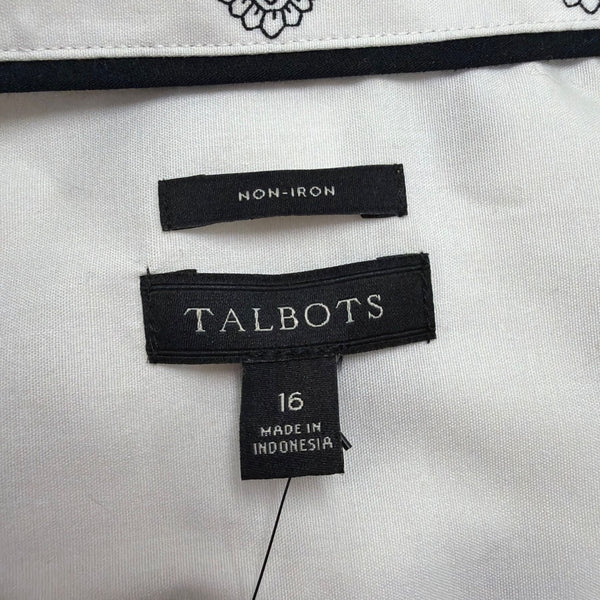 NON-IRON
TALBOTS
16
MADE IN
INDONESIA